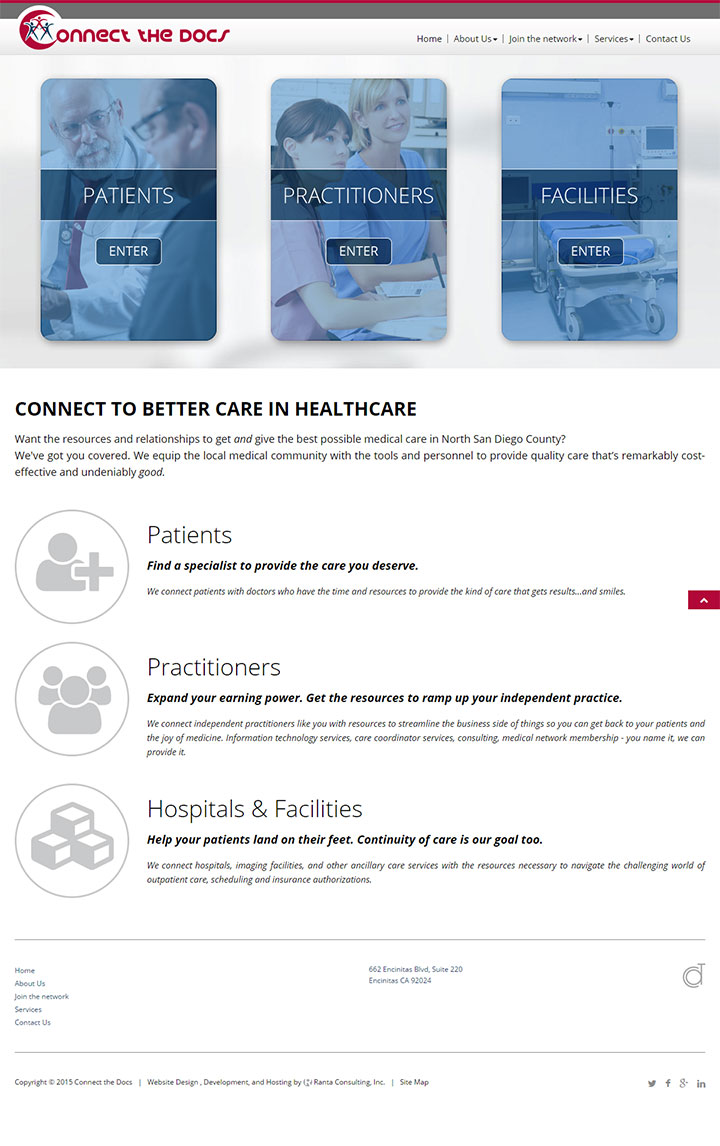 Connect the Docs
Home | About Us | Join the network | Services | Contact Us
PATIENTS
ENTER
PRACTITIONERS
ENTER
FACILITIES
ENTER
CONNECT TO BETTER CARE IN HEALTHCARE
Want the resources and relationships to get and give the best possible medical care in North San Diego County?
We've got you covered. We equip the local medical community with the tools and personnel to provide quality care that's remarkably cost-
effective and undeniably good.
Patients
Find a specialist to provide the care you deserve.
We connect patients with doctors who have the time and resources to provide the kind of care that gets results...and smiles.
Practitioners
Expand your earning power. Get the resources to ramp up your independent practice.
We connect independent practitioners like you with resources to streamline the business side of things so you can get back to your patients and
the joy of medicine. Information technology services, care coordinator services, consulting, medical network membership - you name it, we can
provide it.
Hospitals & Facilities
Help your patients land on their feet. Continuity of care is our goal too.
We connect hospitals, imaging facilities, and other ancillary care services with the resources necessary to navigate the challenging world of
outpatient care, scheduling and insurance authorizations.
Home
About Us
Join the network
Services
Contact Us
662 Encinitas Blvd, Suite 220
Encinitas CA 92024
Copyright © 2015 Connect the Docs | Website Design , Development, and Hosting by Ranta Consulting, Inc. | Site Map